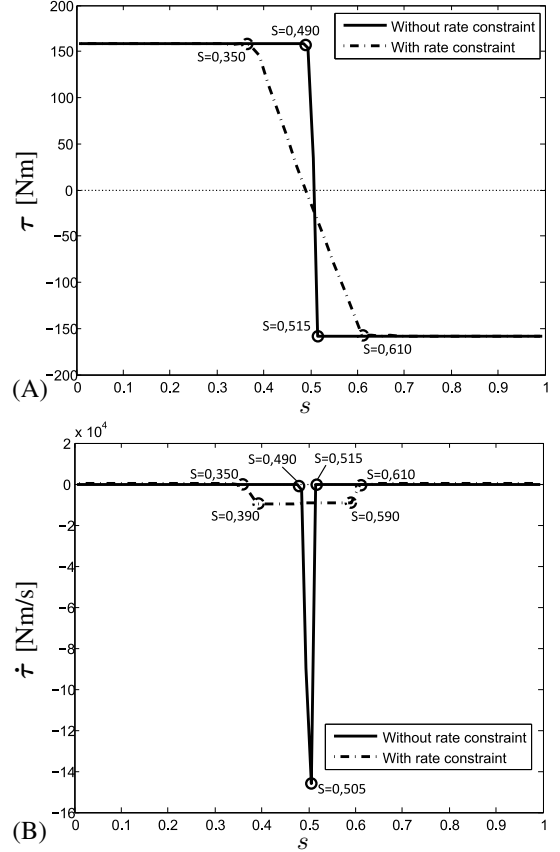 200
150
100
50
0
−50
−100
−150
200
S=0,490
S=0,350
Without rate constraint
With rate constraint
S=0,515
S=0,610
τ [Nm]
0 0.1 0.2 0.3 0.4 0.5 0.6 0.7 0.8 0.9 1
(A)
s
x 10⁴
2
0
−2
−4
−6
−8
−10
−12
−14
−16
S=0,350
S=0,490
S=0,515
S=0,610
S=0,390
S=0,590
τ̇ [Nm/s]
Without rate constraint
With rate constraint
S=0,505
0 0.1 0.2 0.3 0.4 0.5 0.6 0.7 0.8 0.9 1
(B)
s